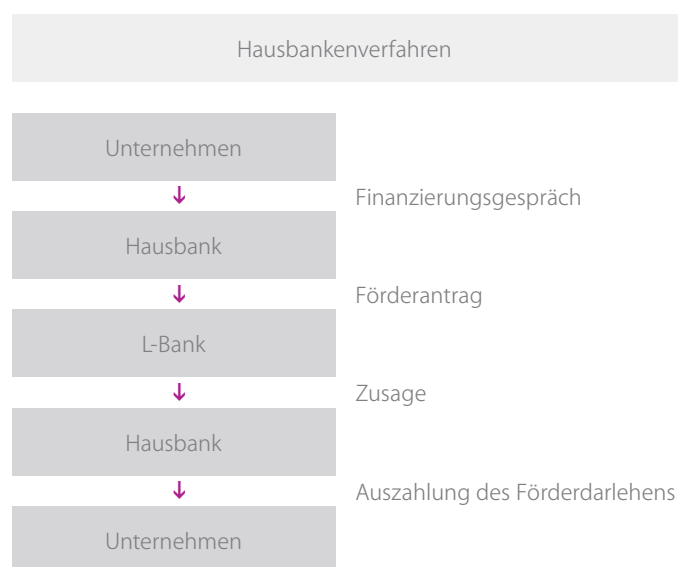 Hausbankenverfahren
Unternehmen
Finanzierungsgespräch
Hausbank
Förderantrag
L-Bank
Zusage
Hausbank
Auszahlung des Förderdarlehens
Unternehmen